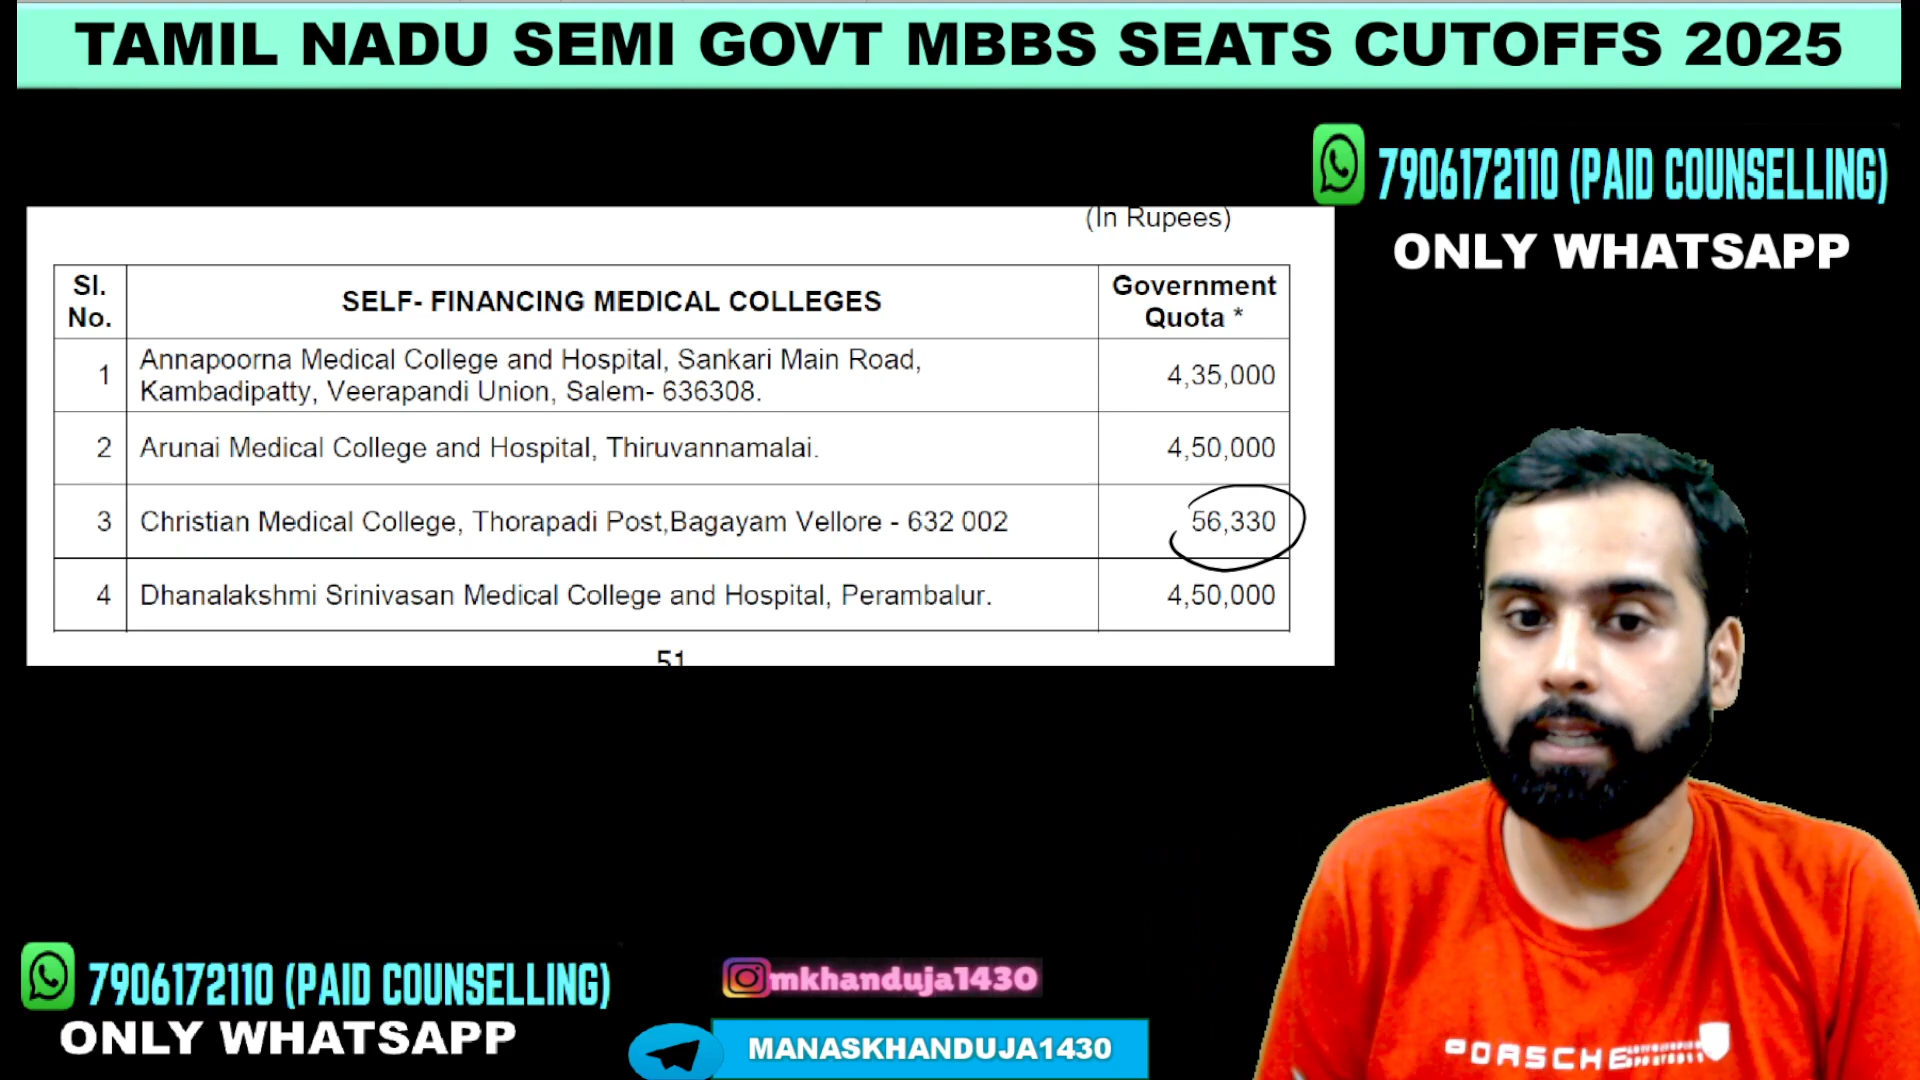 TAMIL NADU SEMI GOVT MBBS SEATS CUTOFFS 2025
7906172110 (PAID COUNSELLING)
ONLY WHATSAPP
(In Rupees)
Sl. No.
SELF- FINANCING MEDICAL COLLEGES
Government Quota *
1
Annapoorna Medical College and Hospital, Sankari Main Road,
Kambadipatty, Veerapandi Union, Salem- 636308.
4,35,000
2 Arunai Medical College and Hospital, Thiruvannamalai. 4,50,000
3 Christian Medical College, Thorapadi Post,Bagayam Vellore - 632 002 56,330
4 Dhanalakshmi Srinivasan Medical College and Hospital, Perambalur. 4,50,000
51
7906172110 (PAID COUNSELLING)
ONLY WHATSAPP
mkhanduja1430
MANASKHANDUJA1430